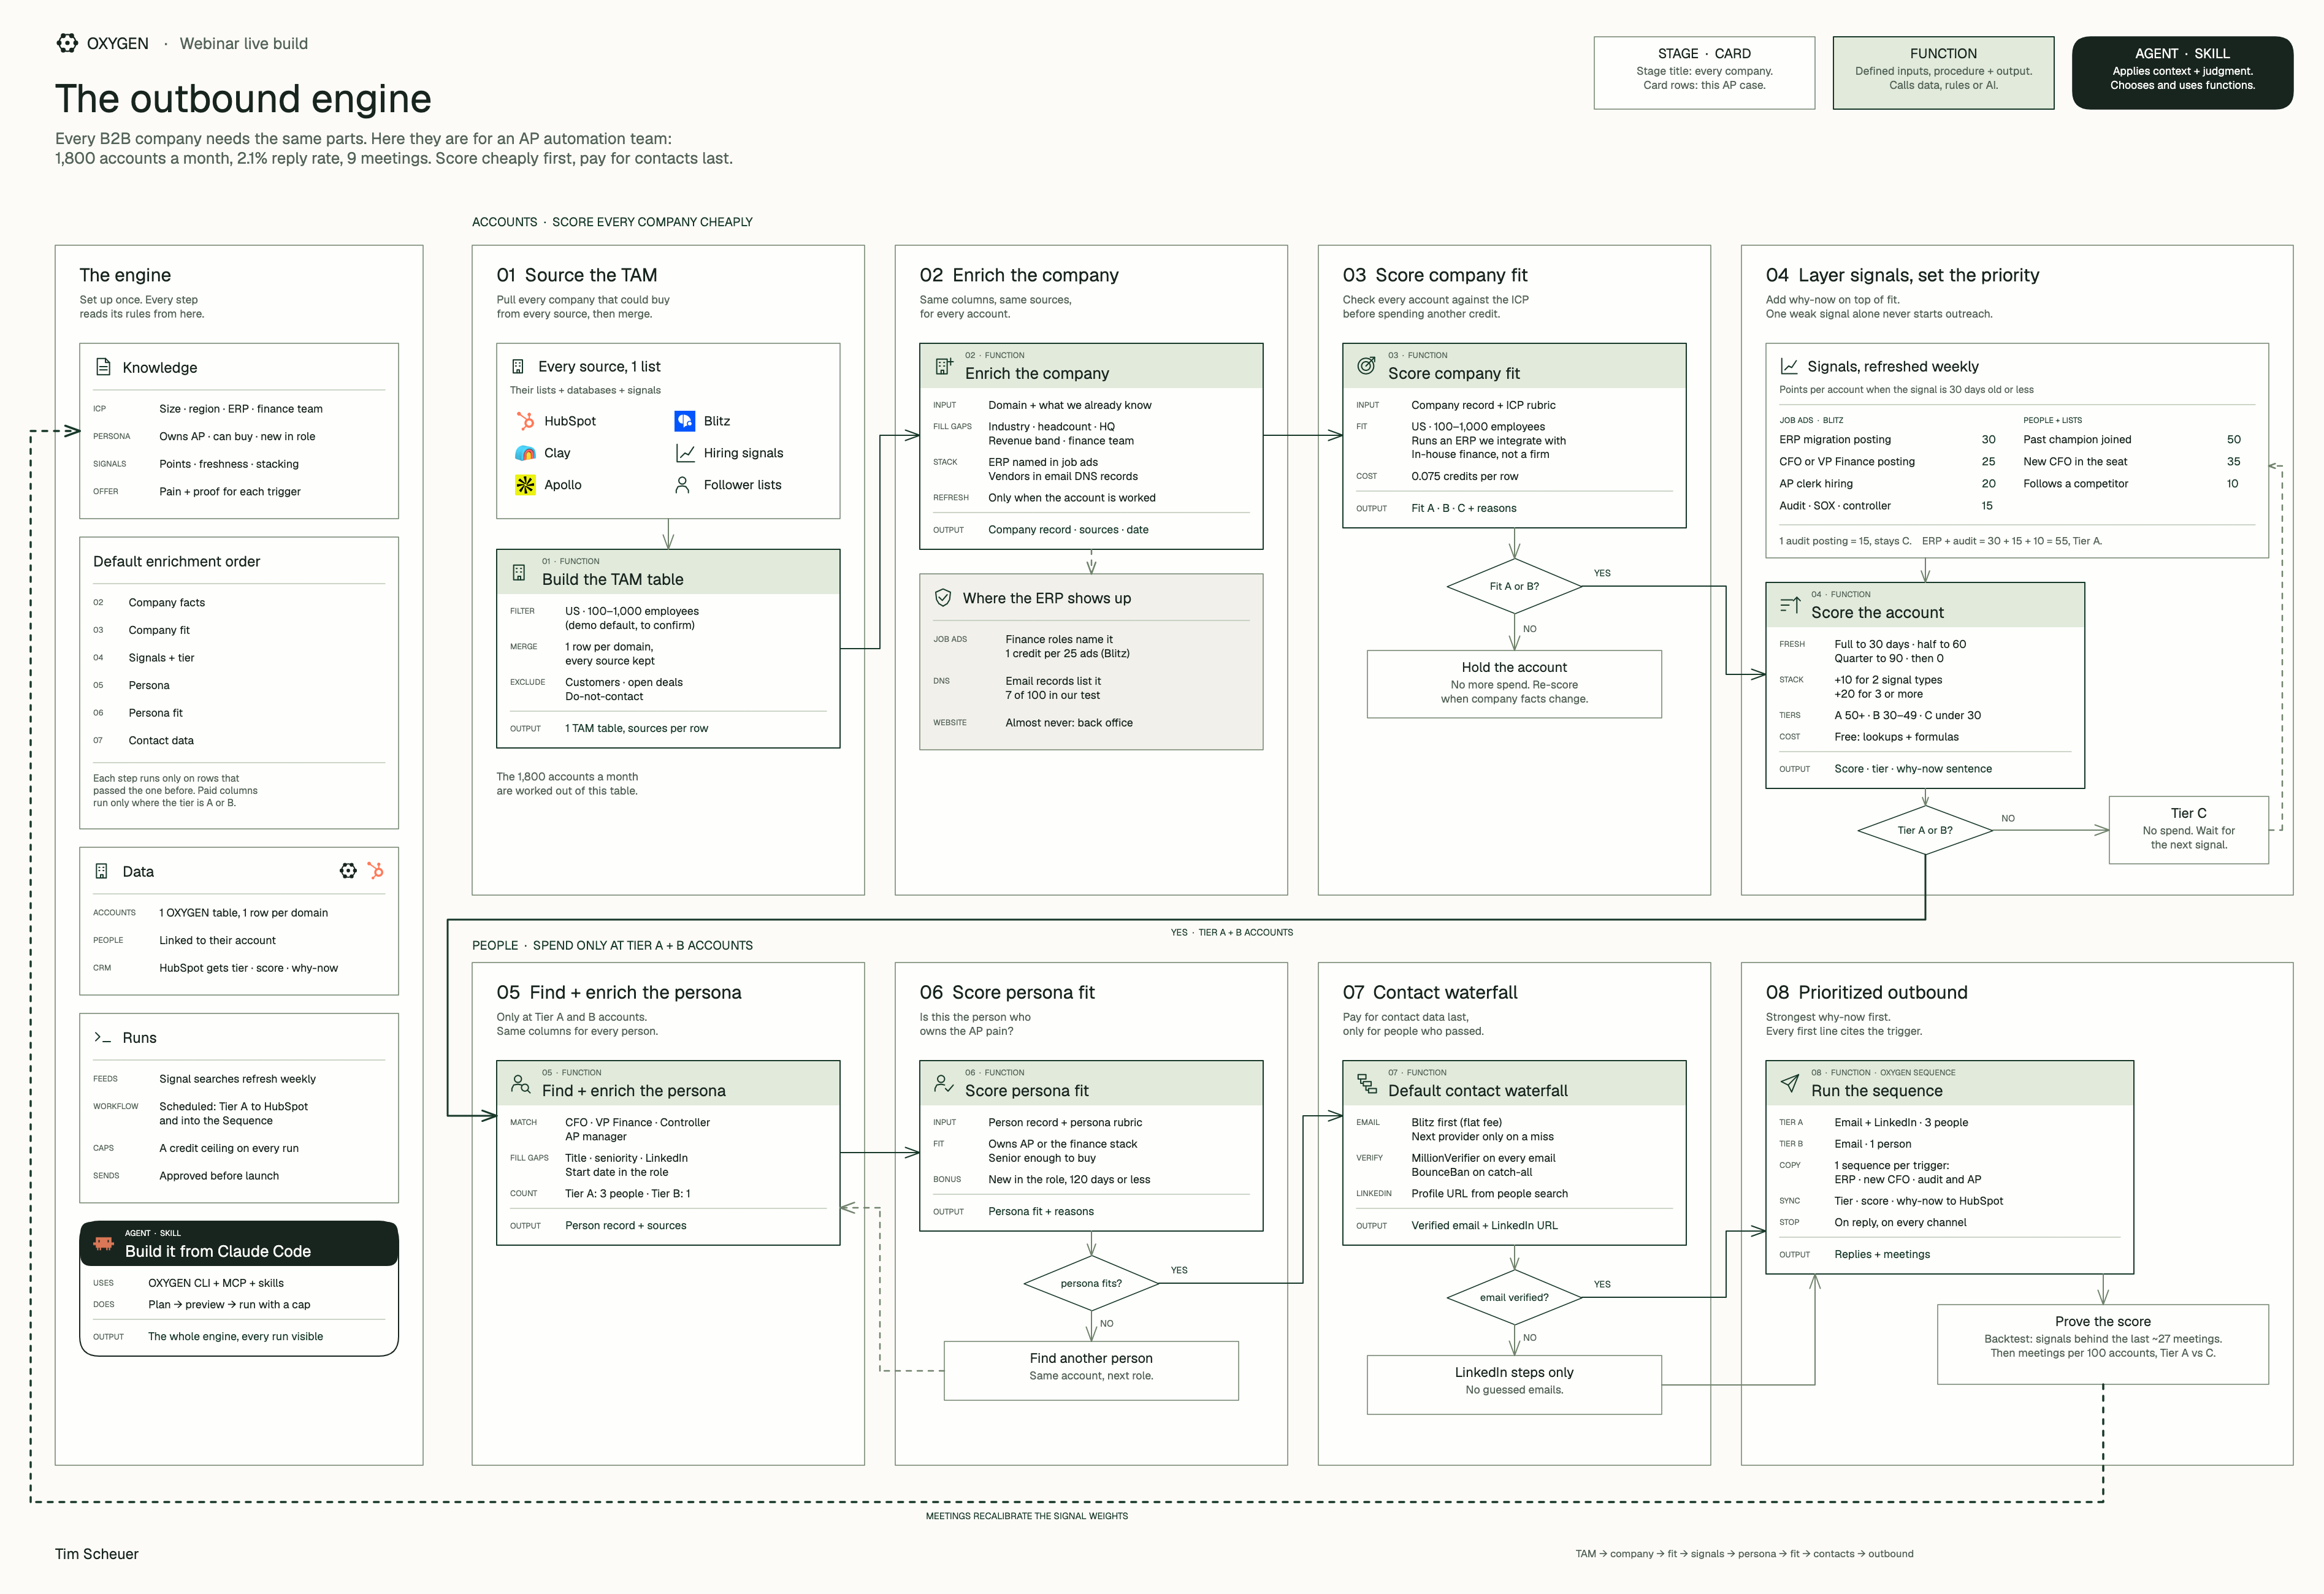 OXYGEN · Webinar live build
The outbound engine
Every B2B company needs the same parts. Here they are for an AP automation team:
1,800 accounts a month, 2.1% reply rate, 9 meetings. Score cheaply first, pay for contacts last.
STAGE · CARD
Stage title: every company.
Card rows: this AP case.
FUNCTION
Defined inputs, procedure + output.
Calls data, rules or AI.
AGENT · SKILL
Applies context + judgment.
Chooses and uses functions.
The engine
Set up once. Every step
reads its rules from here.
Knowledge
ICP Size · region · ERP · finance team
PERSONA Owns AP · can buy · new in role
SIGNALS Points · freshness · stacking
OFFER Pain + proof for each trigger
Default enrichment order
02 Company facts
03 Company fit
04 Signals + tier
05 Persona
06 Persona fit
07 Contact data
Each step runs only on rows that
passed the one before. Paid columns
run only where the tier is A or B.
Data
ACCOUNTS 1 OXYGEN table, 1 row per domain
PEOPLE Linked to their account
CRM HubSpot gets tier · score · why-now
Runs
FEEDS Signal searches refresh weekly
WORKFLOW Scheduled: Tier A to HubSpot
and into the Sequence
CAPS A credit ceiling on every run
SENDS Approved before launch
AGENT · SKILL
Build it from Claude Code
USES OXYGEN CLI + MCP + skills
DOES Plan → preview → run with a cap
OUTPUT The whole engine, every run visible
ACCOUNTS · SCORE EVERY COMPANY CHEAPLY
01 Source the TAM
Pull every company that could buy
from every source, then merge.
Every source, 1 list
Their lists + databases + signals
HubSpot Blitz
Clay Hiring signals
Apollo Follower lists
01 · FUNCTION
Build the TAM table
FILTER US · 100–1,000 employees
(demo default, to confirm)
MERGE 1 row per domain,
every source kept
EXCLUDE Customers · open deals
Do-not-contact
OUTPUT 1 TAM table, sources per row
The 1,800 accounts a month
are worked out of this table.
02 Enrich the company
Same columns, same sources,
for every account.
02 · FUNCTION
Enrich the company
INPUT Domain + what we already know
FILL GAPS Industry · headcount · HQ
Revenue band · finance team
STACK ERP named in job ads
Vendors in email DNS records
REFRESH Only when the account is worked
OUTPUT Company record · sources · date
Where the ERP shows up
JOB ADS Finance roles name it
1 credit per 25 ads (Blitz)
DNS Email records list it
7 of 100 in our test
WEBSITE Almost never: back office
03 Score company fit
Check every account against the ICP
before spending another credit.
03 · FUNCTION
Score company fit
INPUT Company record + ICP rubric
FIT US · 100–1,000 employees
Runs an ERP we integrate with
In-house finance, not a firm
COST 0.075 credits per row
OUTPUT Fit A · B · C + reasons
Fit A or B?
YES
NO
Hold the account
No more spend. Re-score
when company facts change.
04 Layer signals, set the priority
Add why-now on top of fit.
One weak signal alone never starts outreach.
Signals, refreshed weekly
Points per account when the signal is 30 days old or less
JOB ADS · BLITZ PEOPLE + LISTS
ERP migration posting 30 Past champion joined 50
CFO or VP Finance posting 25 New CFO in the seat 35
AP clerk hiring 20 Follows a competitor 10
Audit · SOX · controller 15
1 audit posting = 15, stays C. ERP + audit = 30 + 15 + 10 = 55, Tier A.
04 · FUNCTION
Score the account
FRESH Full to 30 days · half to 60
Quarter to 90 · then 0
STACK +10 for 2 signal types
+20 for 3 or more
TIERS A 50+ · B 30–49 · C under 30
COST Free: lookups + formulas
OUTPUT Score · tier · why-now sentence
Tier A or B?
NO
Tier C
No spend. Wait for
the next signal.
YES · TIER A + B ACCOUNTS
PEOPLE · SPEND ONLY AT TIER A + B ACCOUNTS
05 Find + enrich the persona
Only at Tier A and B accounts.
Same columns for every person.
05 · FUNCTION
Find + enrich the persona
MATCH CFO · VP Finance · Controller
AP manager
FILL GAPS Title · seniority · LinkedIn
Start date in the role
COUNT Tier A: 3 people · Tier B: 1
OUTPUT Person record + sources
06 Score persona fit
Is this the person who
owns the AP pain?
06 · FUNCTION
Score persona fit
INPUT Person record + persona rubric
FIT Owns AP or the finance stack
Senior enough to buy
BONUS New in the role, 120 days or less
OUTPUT Persona fit + reasons
persona fits?
YES
NO
Find another person
Same account, next role.
07 Contact waterfall
Pay for contact data last,
only for people who passed.
07 · FUNCTION
Default contact waterfall
EMAIL Blitz first (flat fee)
Next provider only on a miss
VERIFY MillionVerifier on every email
BounceBan on catch-all
LINKEDIN Profile URL from people search
OUTPUT Verified email + LinkedIn URL
email verified?
YES
NO
LinkedIn steps only
No guessed emails.
08 Prioritized outbound
Strongest why-now first.
Every first line cites the trigger.
08 · FUNCTION · OXYGEN SEQUENCE
Run the sequence
TIER A Email + LinkedIn · 3 people
TIER B Email · 1 person
COPY 1 sequence per trigger:
ERP · new CFO · audit and AP
SYNC Tier · score · why-now to HubSpot
STOP On reply, on every channel
OUTPUT Replies + meetings
Prove the score
Backtest: signals behind the last ~27 meetings.
Then meetings per 100 accounts, Tier A vs C.
MEETINGS RECALIBRATE THE SIGNAL WEIGHTS
Tim Scheuer
TAM → company → fit → signals → persona → fit → contacts → outbound